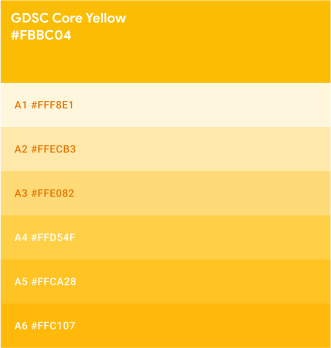 GDSC Core Yellow
#FBBC04
A1 #FFF8E1
A2 #FFECB3
A3 #FFE082
A4 #FFD54F
A5 #FFCA28
A6 #FFC107